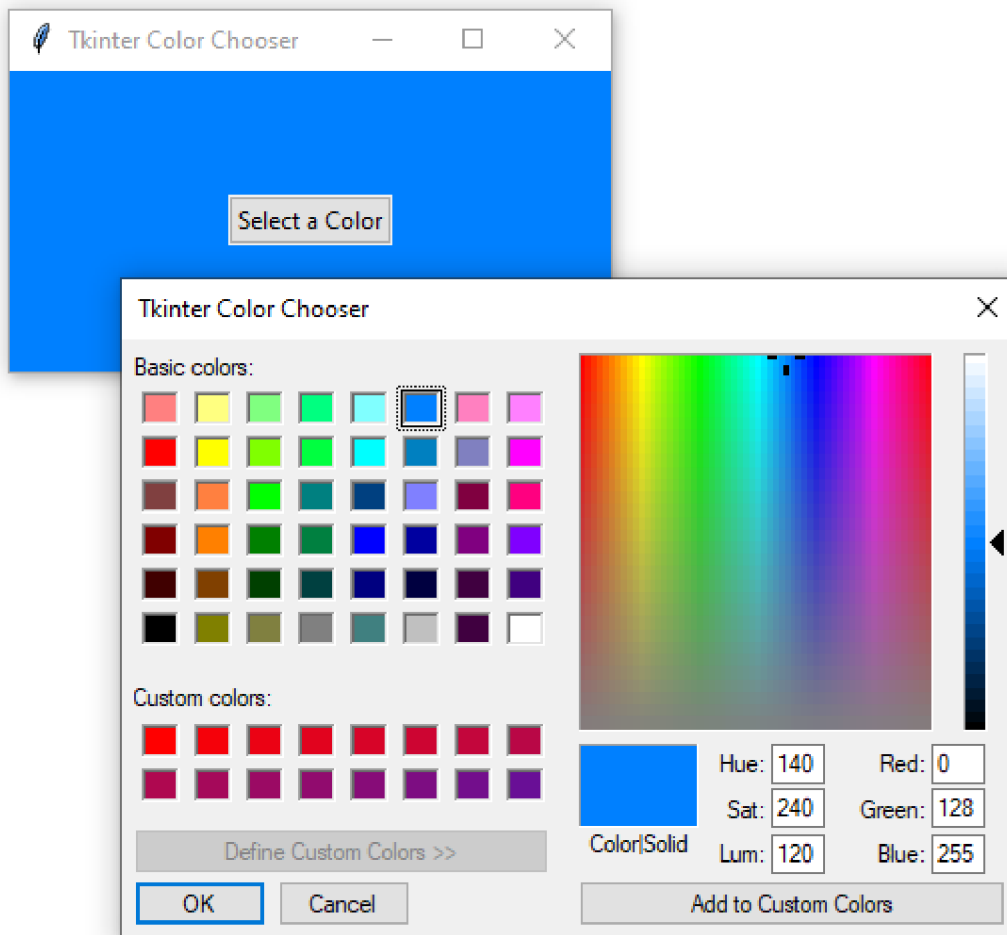 Tkinter Color Chooser
Select a Color
Tkinter Color Chooser
Basic colors:
Custom colors:
Define Custom Colors >>
OK Cancel
Color|Solid
Hue: 140 Red: 0
Sat: 240 Green: 128
Lum: 120 Blue: 255
Add to Custom Colors